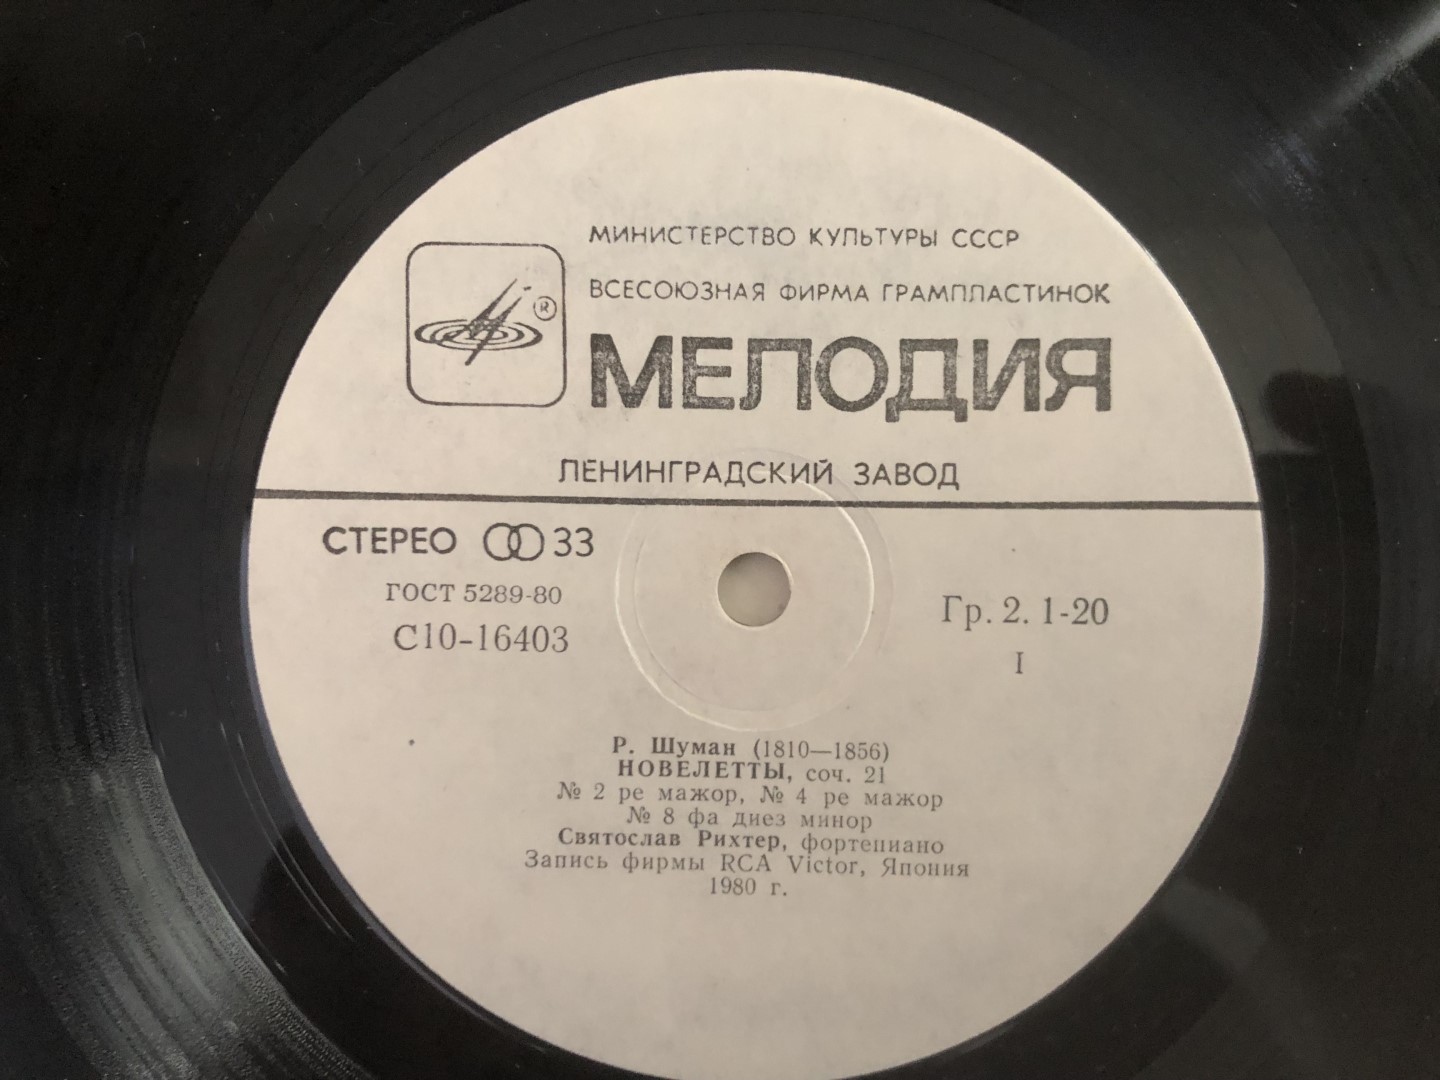 МИНИСТЕРСТВО КУЛЬТУРЫ СССР
ВСЕСОЮЗНАЯ ФИРМА ГРАМПЛАСТИНОК
®
МЕЛОДИЯ
ЛЕНИНГРАДСКИЙ ЗАВОД
СТЕРЕО 33
ГОСТ 5289-80
С10-16403
Гр. 2. 1-20
I
Р. Шуман (1810—1856)
НОВЕЛЕТТЫ, соч. 21
№ 2 ре мажор, № 4 ре мажор
№ 8 фа диез минор
Святослав Рихтер, фортепиано
Запись фирмы RCA Victor, Япония
1980 г.